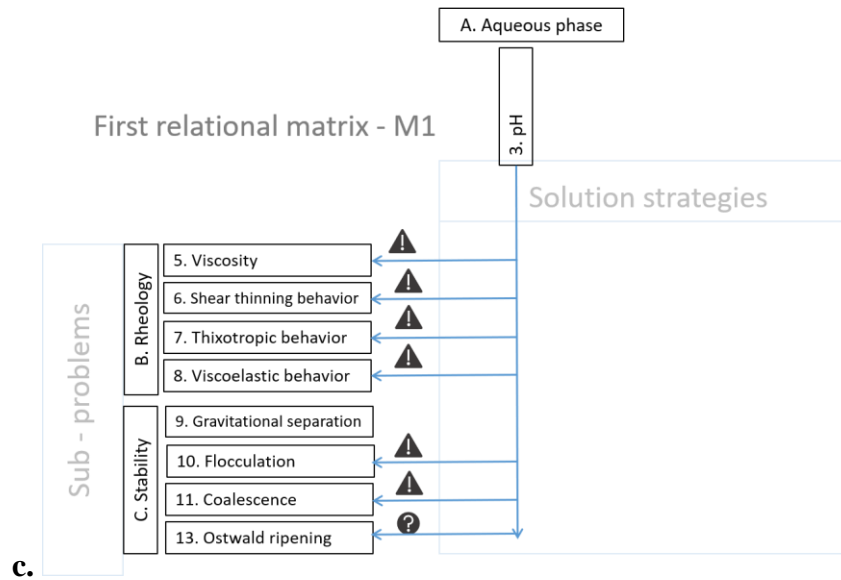 A. Aqueous phase
3. pH
First relational matrix - M1
Solution strategies
Sub - problems
B. Rheology
5. Viscosity
6. Shear thinning behavior
7. Thixotropic behavior
8. Viscoelastic behavior
C. Stability
9. Gravitational separation
10. Flocculation
11. Coalescence
13. Ostwald ripening
c.